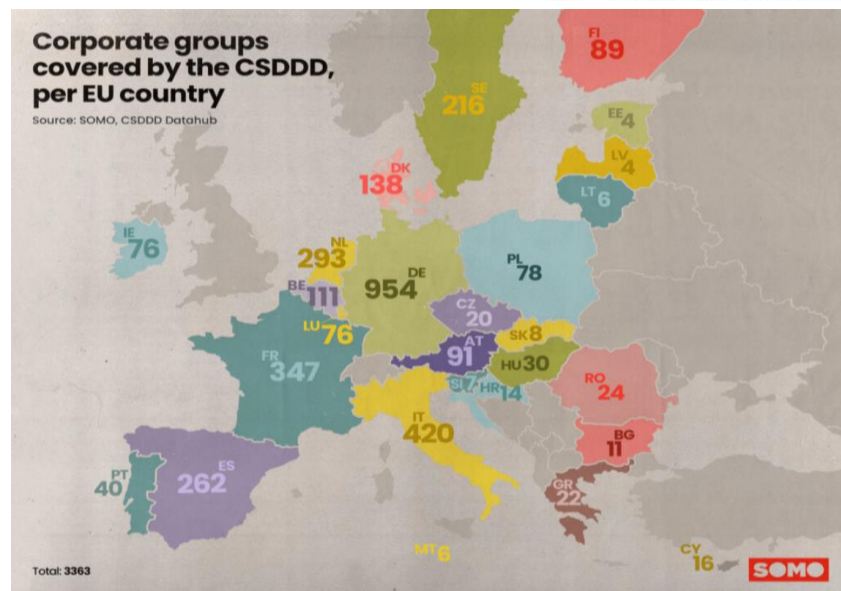 Corporate groups
covered by the CSDDD,
per EU country
Source: SOMO, CSDDD Datahub
FI
89
SE
216
EE 4
LV
4
LT 6
DK
138
IE
76
NL
293
DE
954
PL
78
BE 111
LU 76
CZ
20
SK 8
AT
91
HU 30
FR
347
SL 7
HR 14
RO
24
IT
420
BG
11
ES
262
PT
40
GR
22
MT 6
CY
16
Total: 3363
SOMO